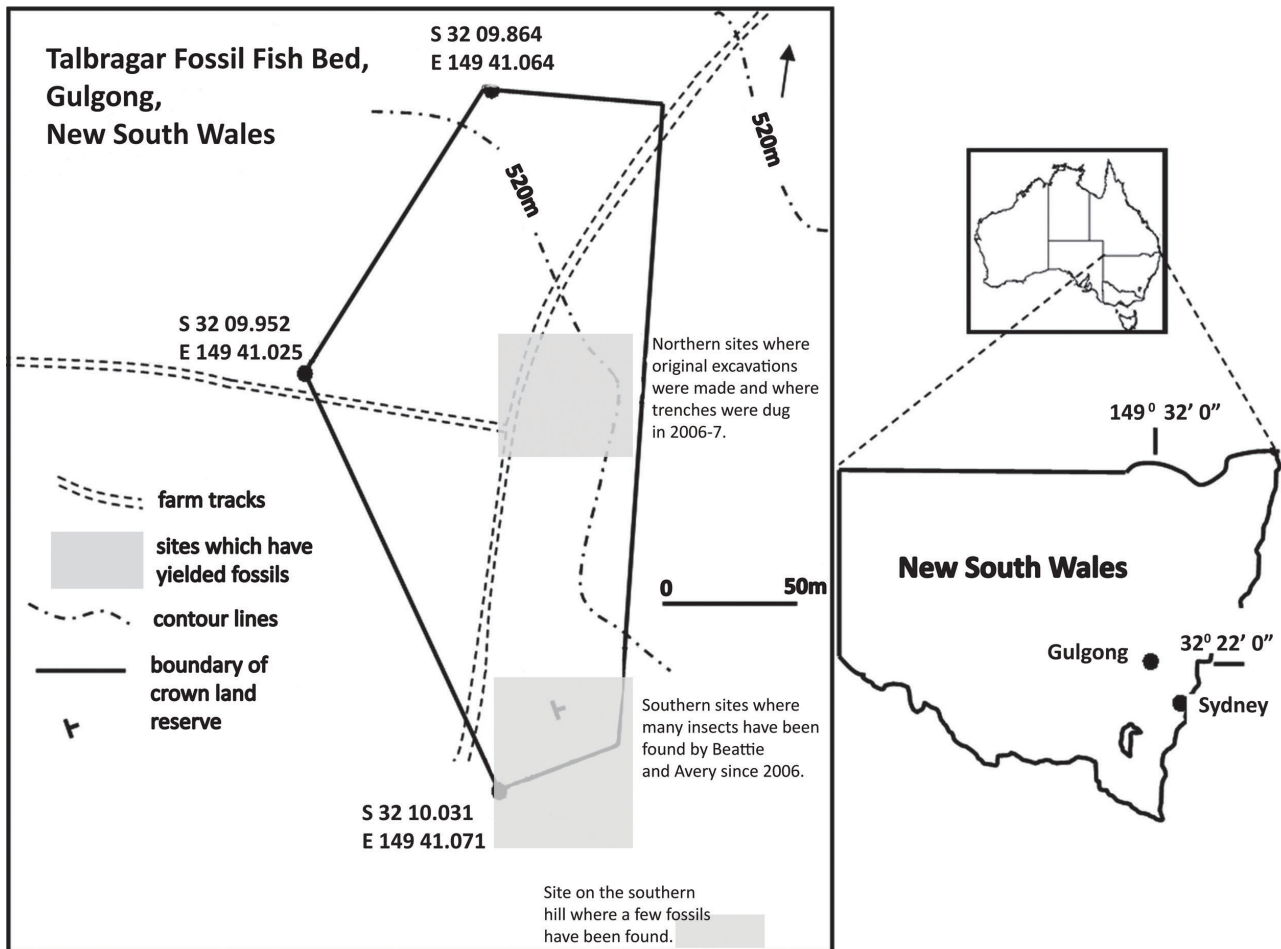 Talbragar Fossil Fish Bed,
Gulgong,
New South Wales
S 32 09.864
E 149 41.064
520m
520m
S 32 09.952
E 149 41.025
Northern sites where
original excavations
were made and where
trenches were dug
in 2006-7.
farm tracks
sites which have
yielded fossils
contour lines
boundary of
crown land
reserve
0 50m
Southern sites where
many insects have been
found by Beattie
and Avery since 2006.
S 32 10.031
E 149 41.071
Site on the southern
hill where a few fossils
have been found.
149⁰ 32’ 0”
New South Wales
Gulgong
32⁰ 22’ 0”
Sydney